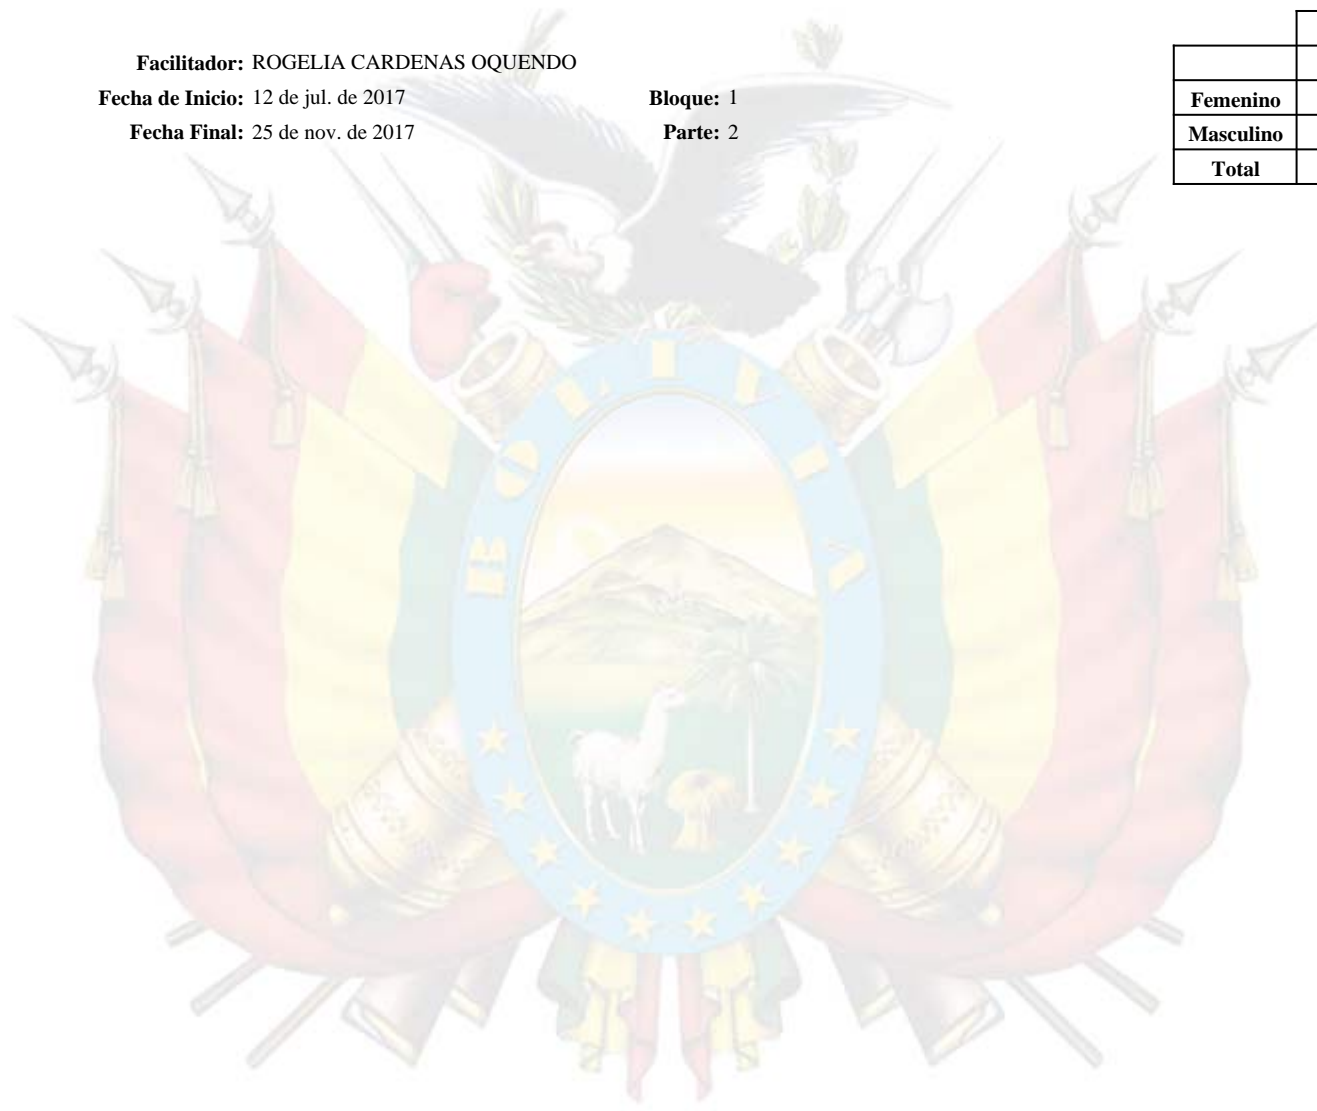 Facilitador: ROGELIA CARDENAS OQUENDO
Fecha de Inicio: 12 de jul. de 2017 Bloque: 1
Fecha Final: 25 de nov. de 2017 Parte: 2
Femenino
Masculino
Total
BOLIVIA